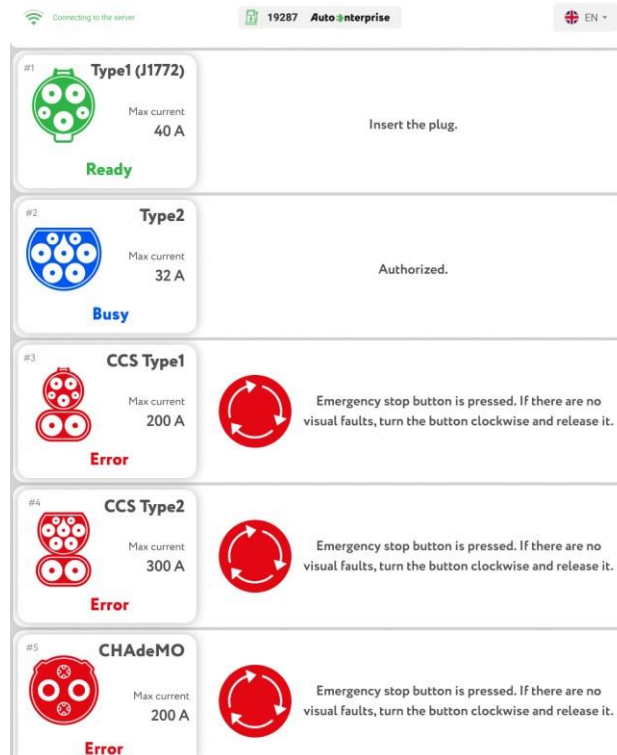 Connecting to the server
19287 AutoEnterprise
EN
#1
Type1 (J1772)
Max current
40 A
Ready
Insert the plug.
#2
Type2
Max current
32 A
Busy
Authorized.
#3
CCS Type1
Max current
200 A
Error
Emergency stop button is pressed. If there are no
visual faults, turn the button clockwise and release it.
#4
CCS Type2
Max current
300 A
Error
Emergency stop button is pressed. If there are no
visual faults, turn the button clockwise and release it.
#5
CHAdeMO
Max current
200 A
Error
Emergency stop button is pressed. If there are no
visual faults, turn the button clockwise and release it.